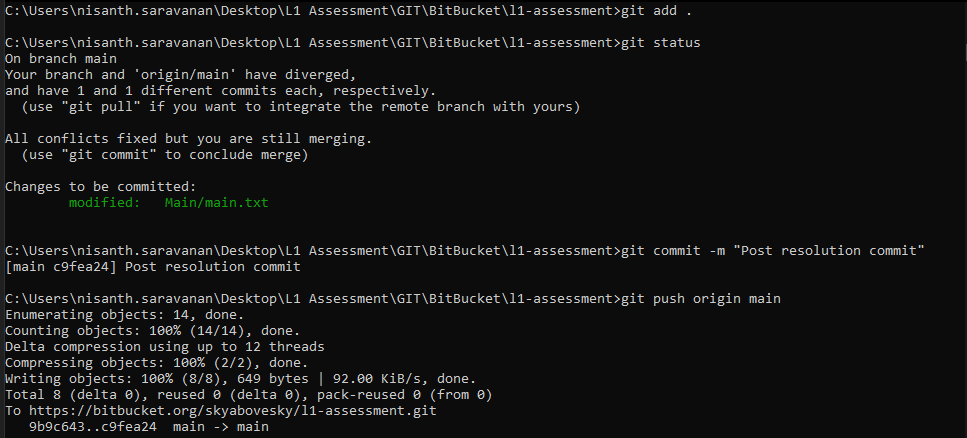 C:\Users\nisanth.saravanan\Desktop\L1 Assessment\GIT\BitBucket\l1-assessment>git add .
C:\Users\nisanth.saravanan\Desktop\L1 Assessment\GIT\BitBucket\l1-assessment>git status
On branch main
Your branch and 'origin/main' have diverged,
and have 1 and 1 different commits each, respectively.
  (use "git pull" if you want to integrate the remote branch with yours)
All conflicts fixed but you are still merging.
  (use "git commit" to conclude merge)
Changes to be committed:
        modified:   Main/main.txt
C:\Users\nisanth.saravanan\Desktop\L1 Assessment\GIT\BitBucket\l1-assessment>git commit -m "Post resolution commit"
[main c9fea24] Post resolution commit
C:\Users\nisanth.saravanan\Desktop\L1 Assessment\GIT\BitBucket\l1-assessment>git push origin main
Enumerating objects: 14, done.
Counting objects: 100% (14/14), done.
Delta compression using up to 12 threads
Compressing objects: 100% (2/2), done.
Writing objects: 100% (8/8), 649 bytes | 92.00 KiB/s, done.
Total 8 (delta 0), reused 0 (delta 0), pack-reused 0 (from 0)
To https://bitbucket.org/skyabovesky/l1-assessment.git
   9b9c643..c9fea24  main -> main